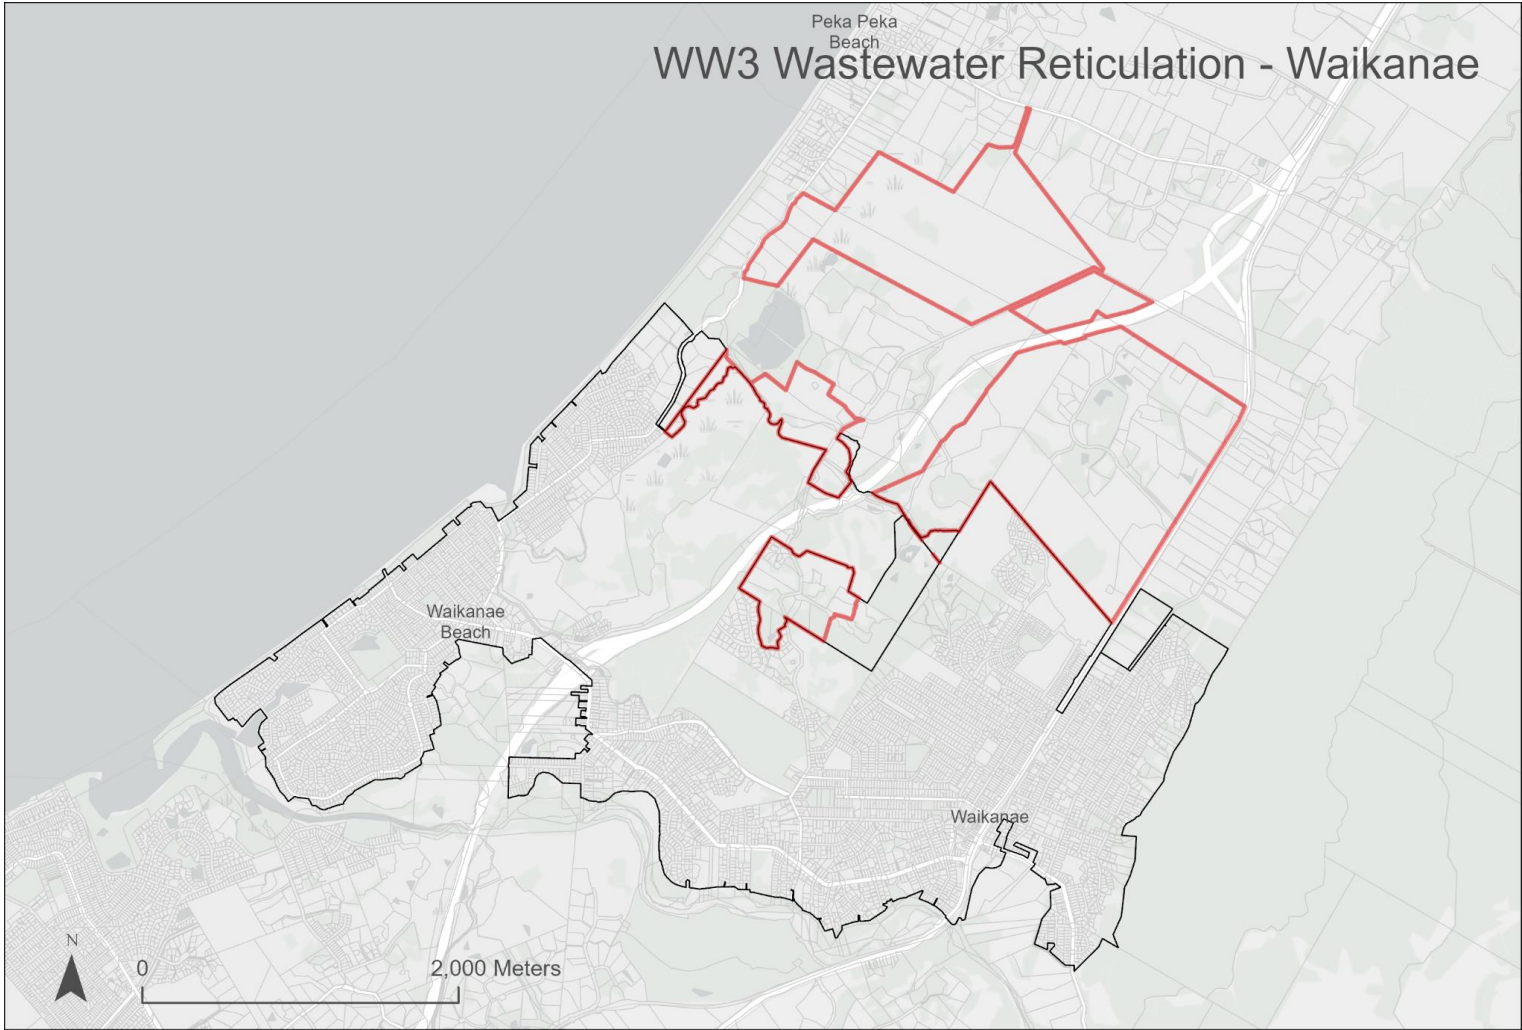 Peka Peka
Beach
WW3 Wastewater Reticulation - Waikanae
Waikanae
Beach
Waikanae
N
0
2,000 Meters